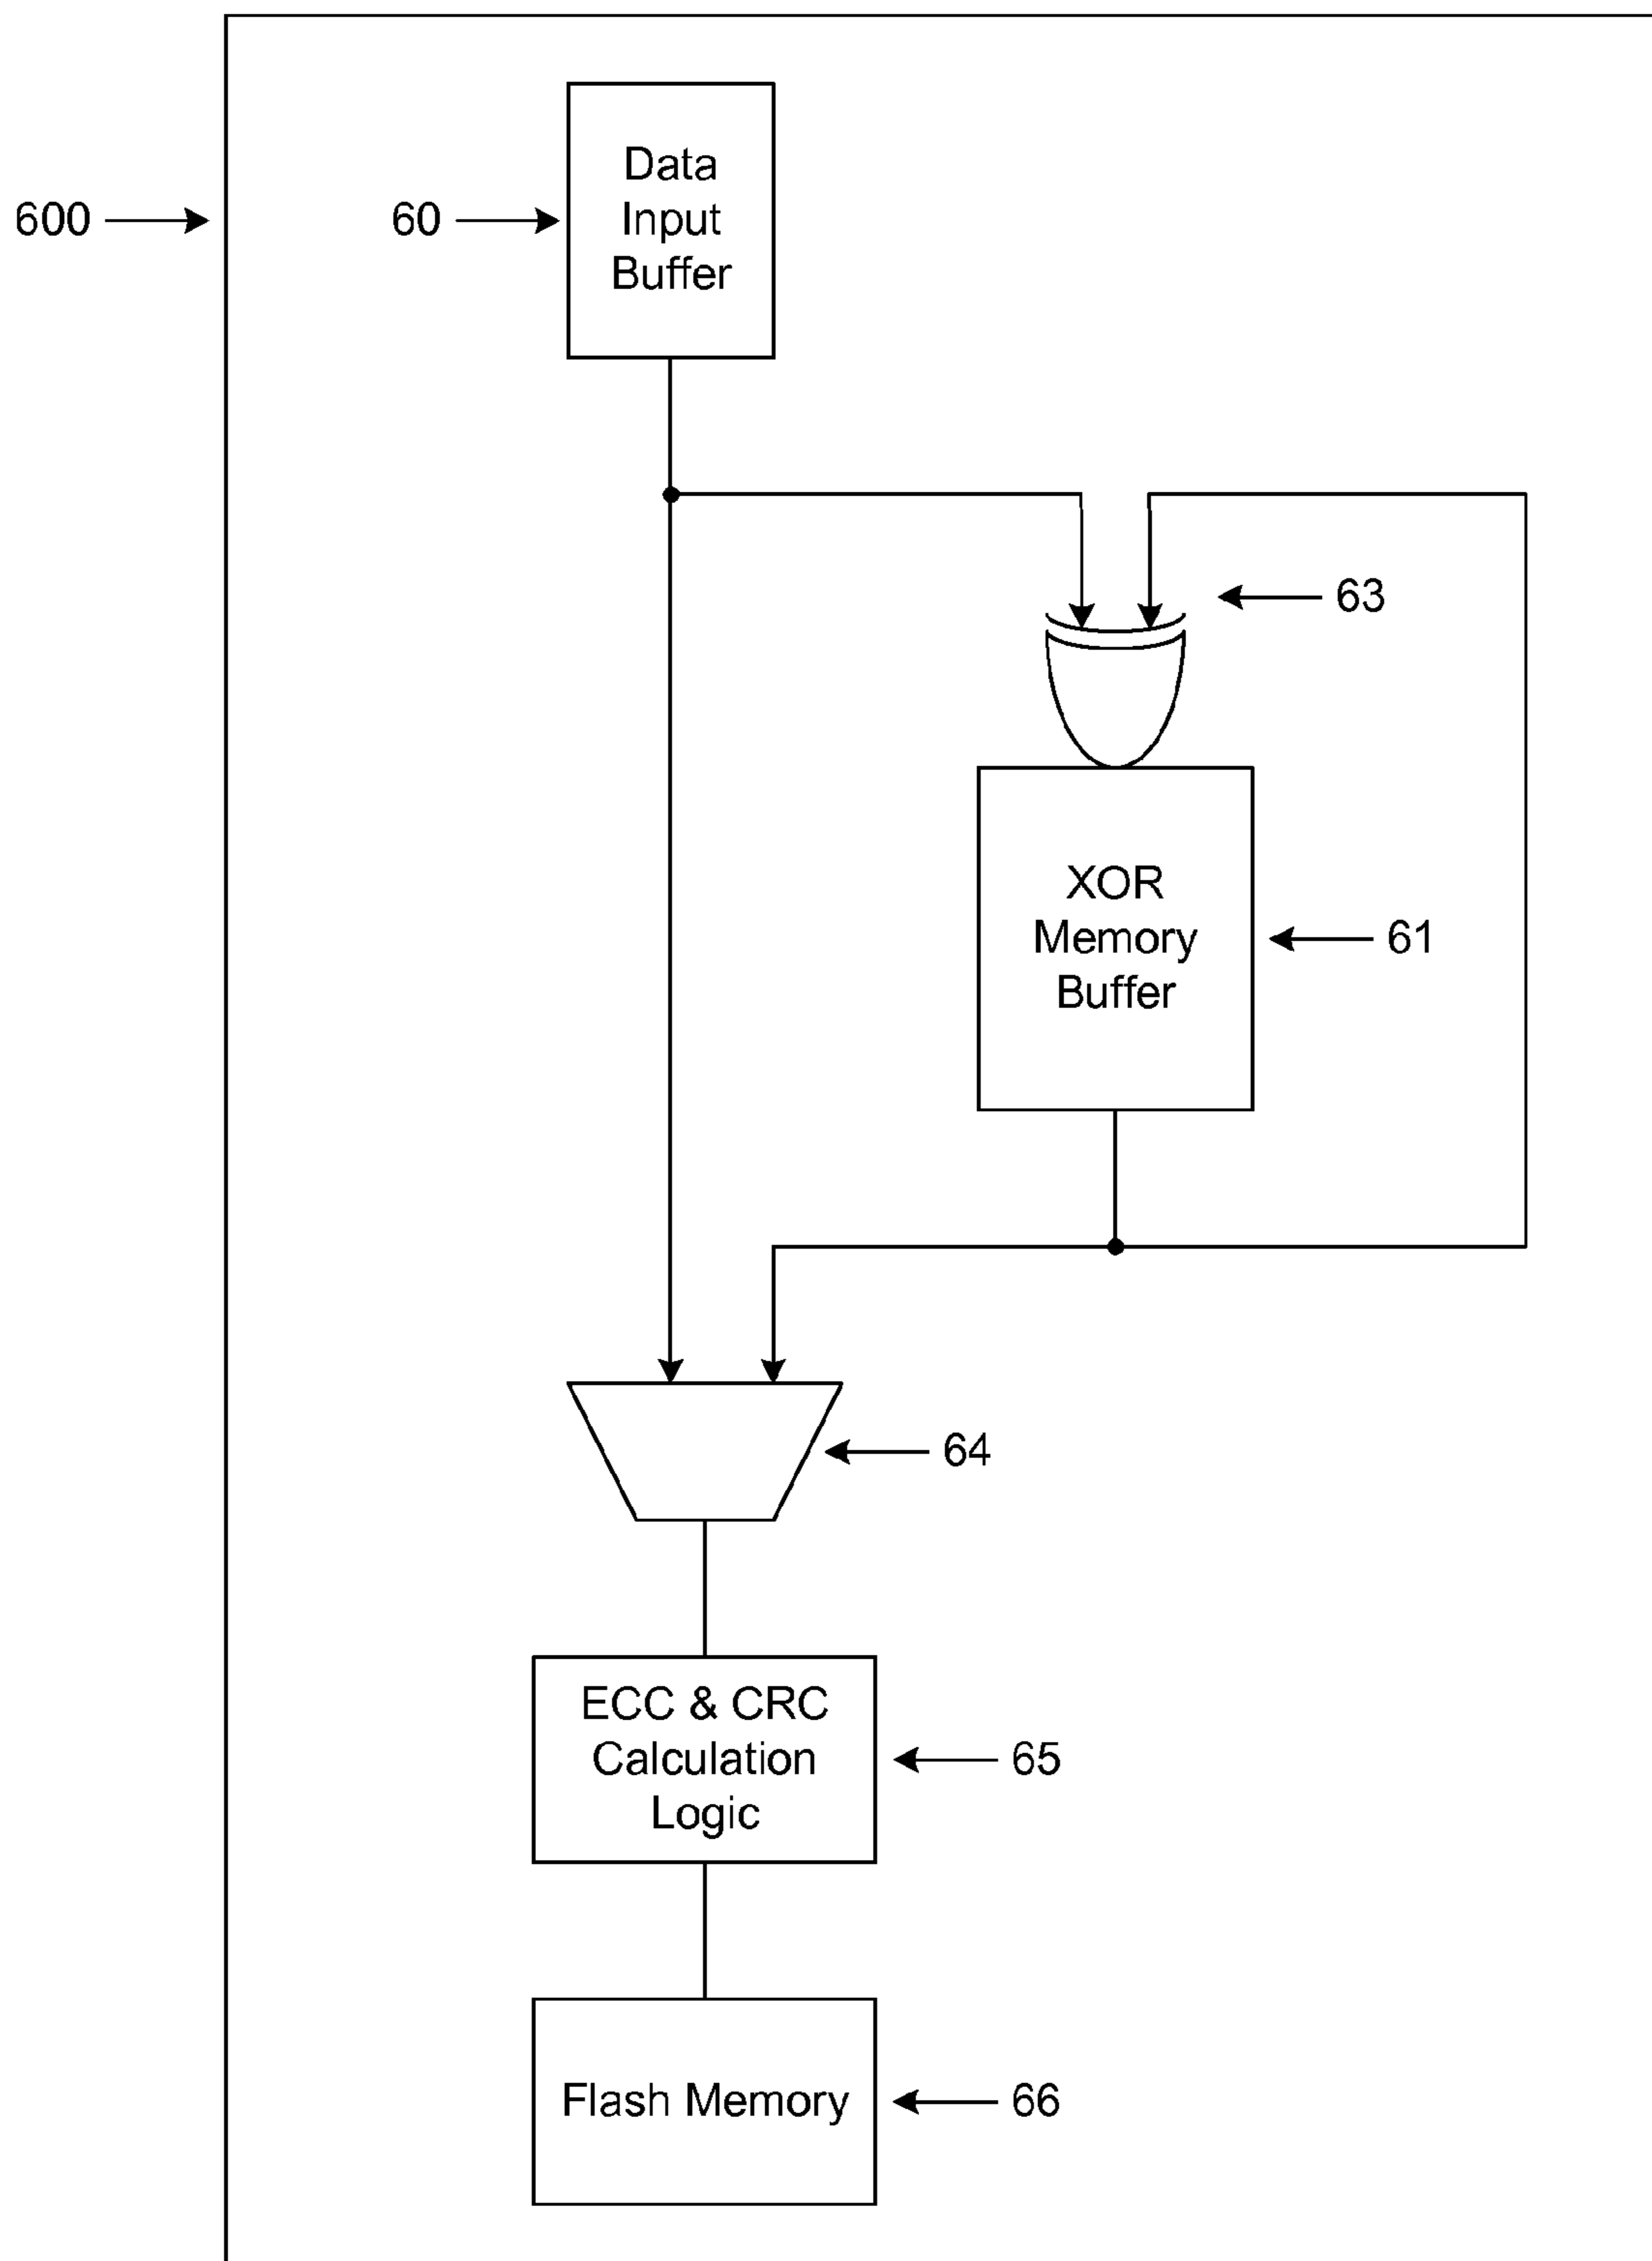 Data
Input
Buffer
600
60
63
XOR
Memory
Buffer
61
64
ECC & CRC
Calculation
Logic
65
Flash Memory
66